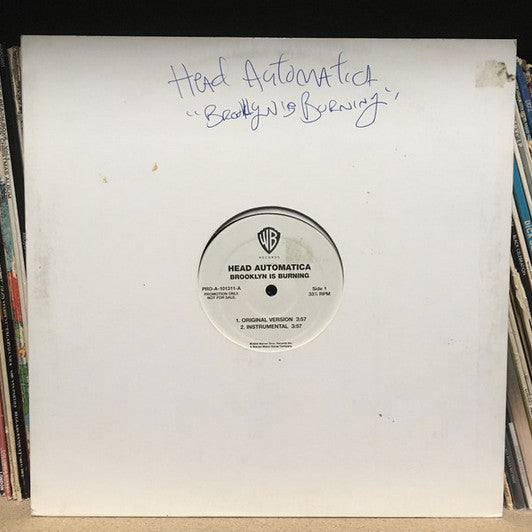 Head Automatica
"Brooklyn is Burning"
WB
RECORDS
HEAD AUTOMATICA
BROOKLYN IS BURNING
PRO-A-101311-A
PROMOTION ONLY.
NOT FOR SALE.
Side 1
33⅓ RPM
1. ORIGINAL VERSION 3:57
2. INSTRUMENTAL 3:57